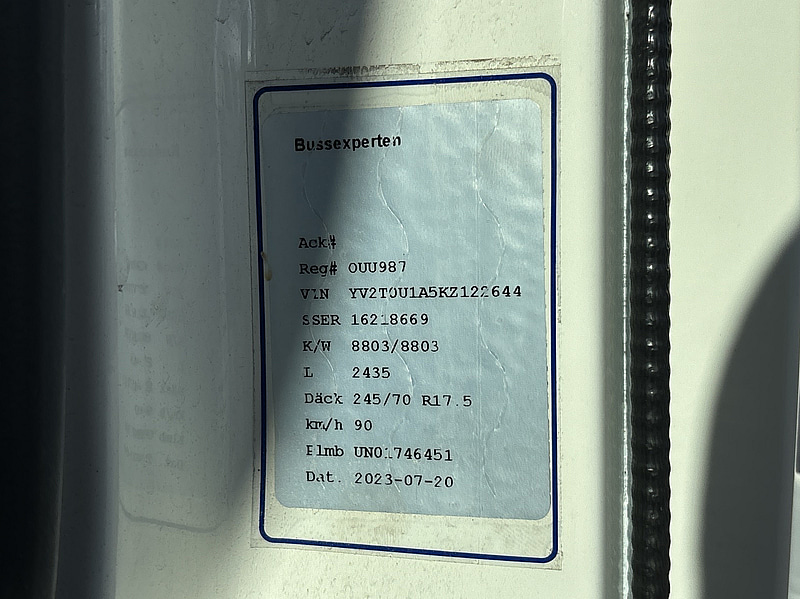 Bussexperten
Ack#
Reg# OUU987
VIN YV2T0U1A5KZ122644
SSER 16218669
K/W 8803/8803
L 2435
Däck 245/70 R17.5
km/h 90
Plmb UN01746451
Dat. 2023-07-20